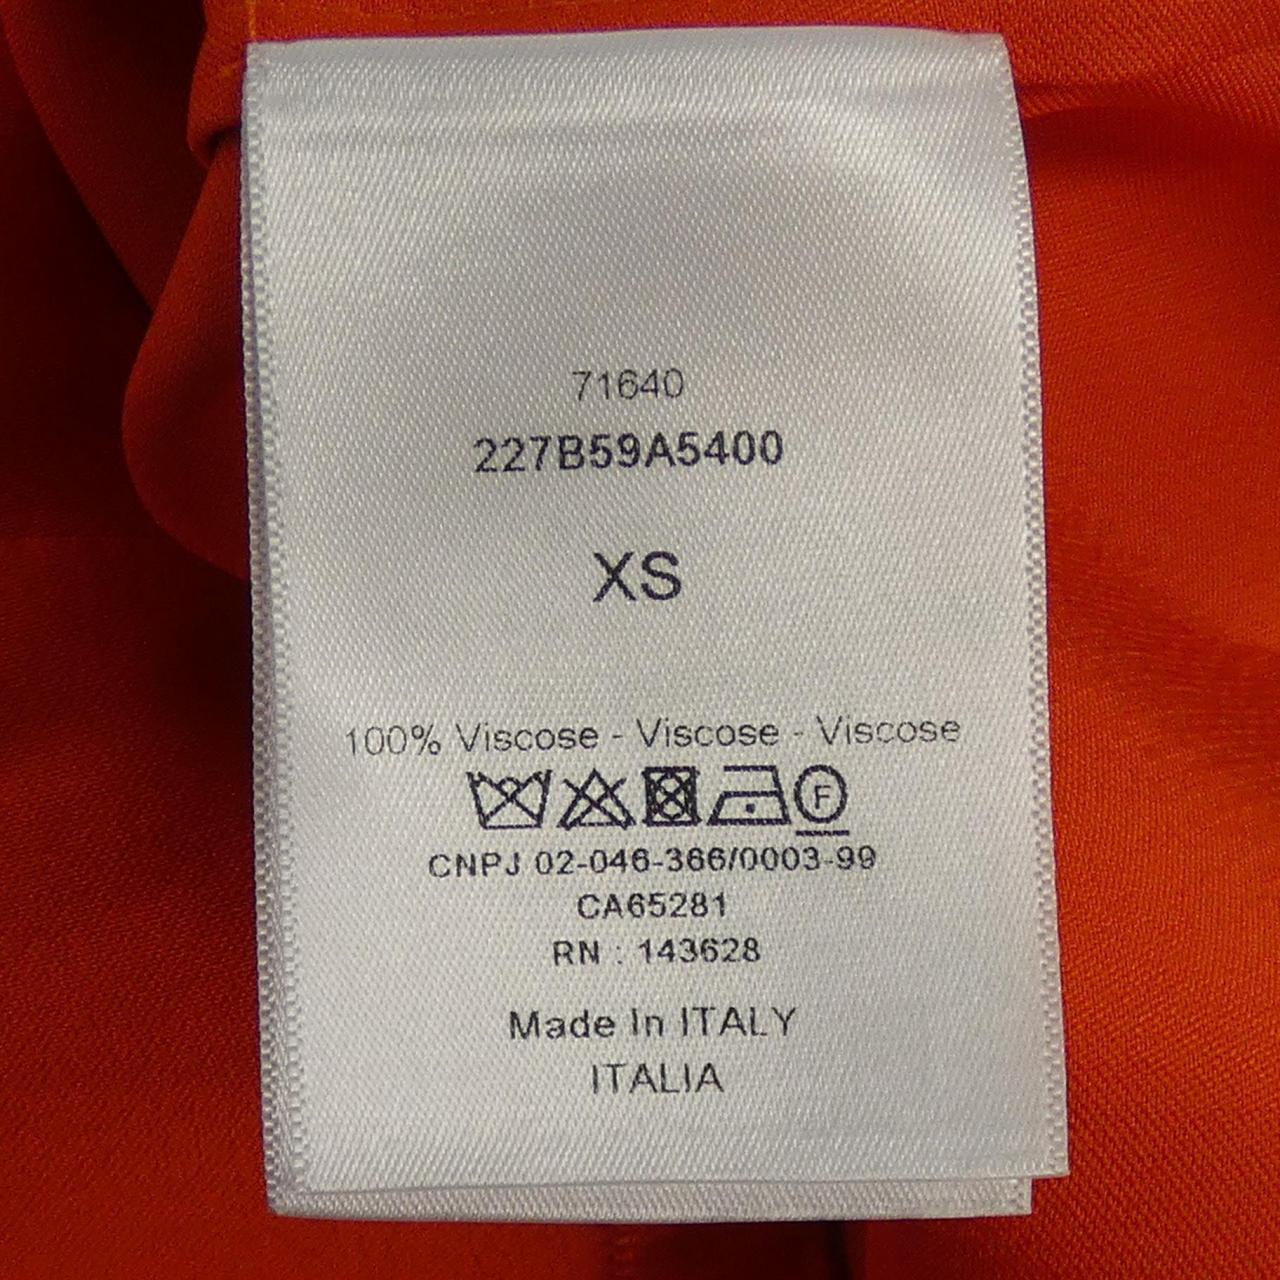 71640
227B59A5400
XS
100% Viscose - Viscose - Viscose
F
CNPJ 02-046-366/0003-99
CA65281
RN : 143628
Made In ITALY
ITALIA